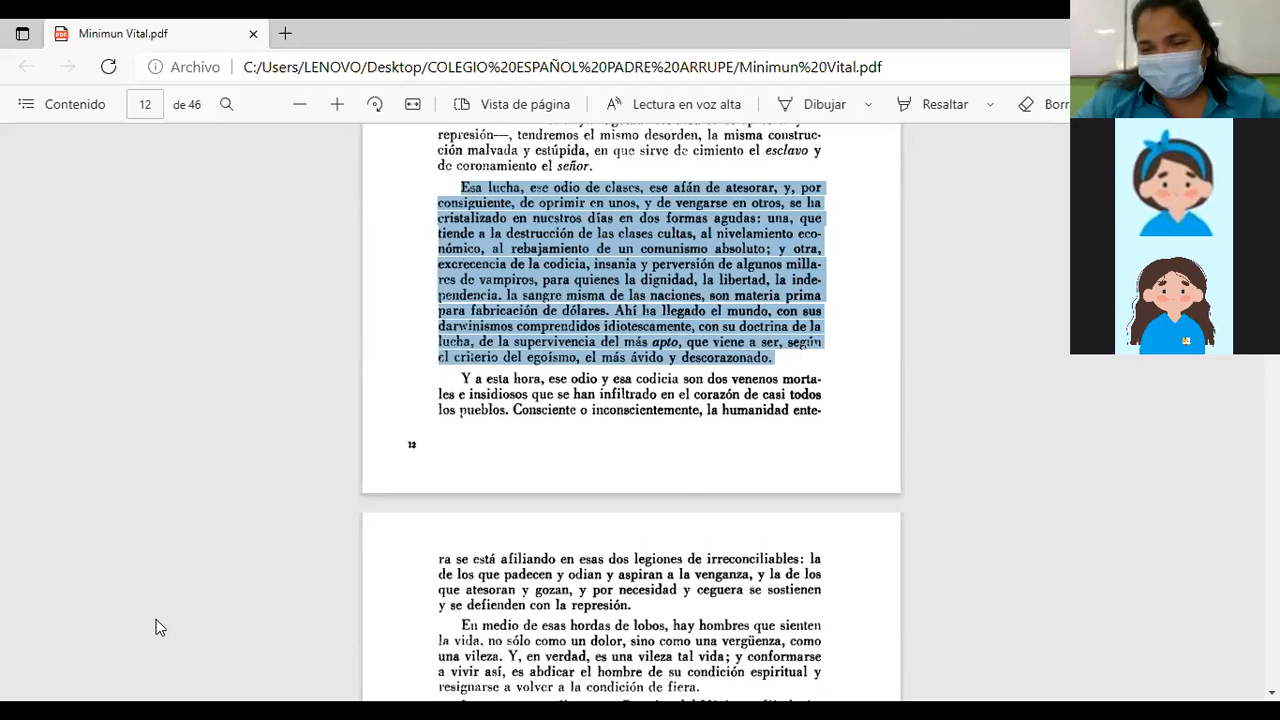 Minimun Vital.pdf
Archivo
C:/Users/LENOVO/Desktop/COLEGIO%20ESPAÑOL%20PADRE%20ARRUPE/Minimun%20Vital.pdf
Contenido
12
de 46
Vista de página
Lectura en voz alta
Dibujar
Resaltar
Borr
represión—, tendremos el mismo desorden, la misma construc-
ción malvada y estúpida, en que sirve de cimiento el esclavo y
de coronamiento el señor.
Esa lucha, ese odio de clases, ese afán de atesorar, y, por
consiguiente, de oprimir en unos, y de vengarse en otros, se ha
cristalizado en nuestros días en dos formas agudas: una, que
tiende a la destrucción de las clases cultas, al nivelamiento eco-
nómico, al rebajamiento de un comunismo absoluto; y otra,
excrecencia de la codicia, insania y perversión de algunos milla-
res de vampiros, para quienes la dignidad, la libertad, la inde-
pendencia. la sangre misma de las naciones, son materia prima
para fabricación de dólares. Ahí ha llegado el mundo, con sus
darwinismos comprendidos idiotescamente, con su doctrina de la
lucha, de la supervivencia del más apto, que viene a ser, según
el criterio del egoísmo, el más ávido y descorazonado.
Y a esta hora, ese odio y esa codicia son dos venenos morta-
les e insidiosos que se han infiltrado en el corazón de casi todos
los pueblos. Consciente o inconscientemente, la humanidad ente-
12
ra se está afiliando en esas dos legiones de irreconciliables: la
de los que padecen y odian y aspiran a la venganza, y la de los
que atesoran y gozan, y por necesidad y ceguera se sostienen
y se defienden con la represión.
En medio de esas hordas de lobos, hay hombres que sienten
la vida. no sólo como un dolor, sino como una vergüenza, como
una vileza. Y, en verdad, es una vileza tal vida; y conformarse
a vivir así, es abdicar el hombre de su condición espiritual y
resignarse a volver a la condición de fiera.